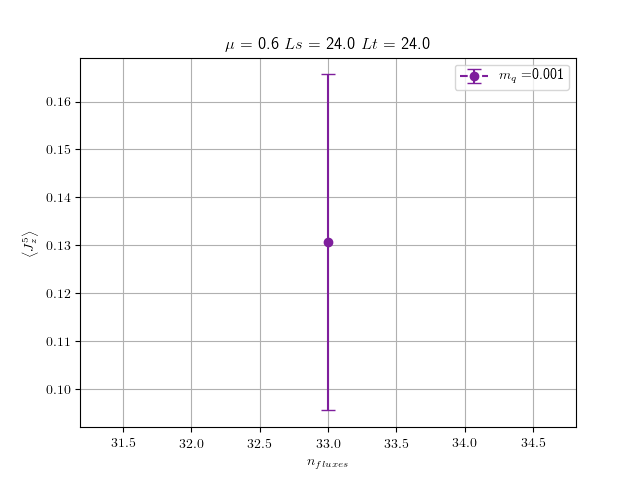 μ = 0.6 Ls = 24.0 Lt = 24.0
m_q =0.001
⟨J_z^5⟩
0.16
0.15
0.14
0.13
0.12
0.11
0.10
31.5 32.0 32.5 33.0 33.5 34.0 34.5
n_fluxes